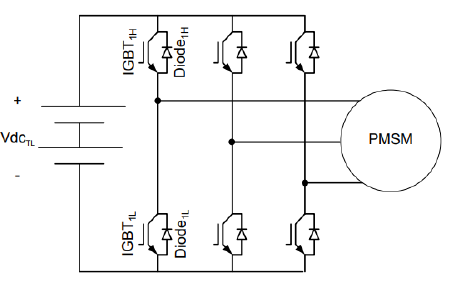 IGBT1H
Diode1H
+
VdcTL
-
PMSM
IGBT1L
Diode1L